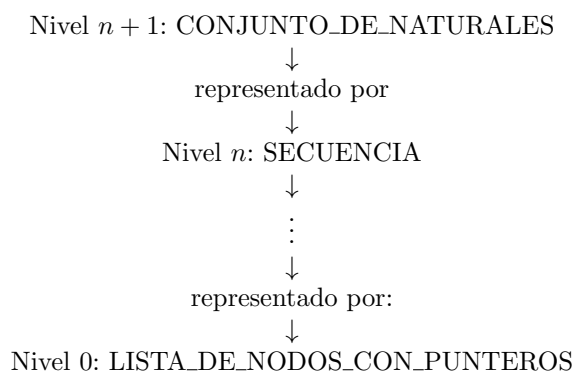 Nivel n + 1: CONJUNTO_DE_NATURALES
↓
representado por
↓
Nivel n: SECUENCIA
↓
⋮
↓
representado por:
↓
Nivel 0: LISTA_DE_NODOS_CON_PUNTEROS